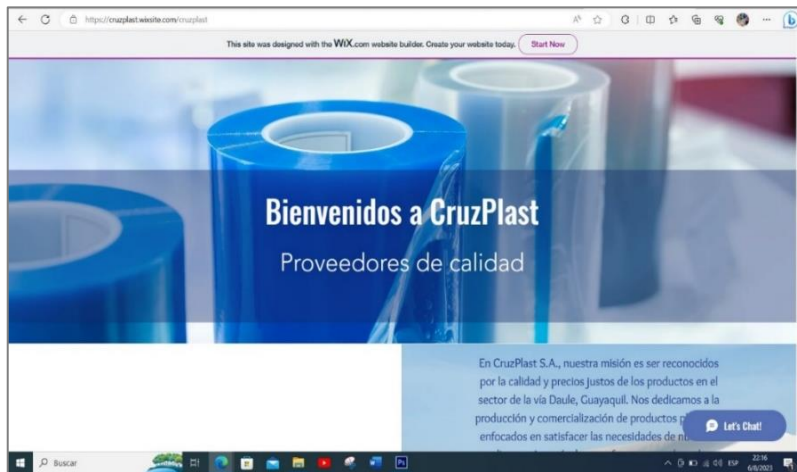 https://cruzplast.wixsite.com/cruzplast
This site was designed with the WiX.com website builder. Create your website today. Start Now
Bienvenidos a CruzPlast
Proveedores de calidad
En CruzPlast S.A., nuestra misión es ser reconocidos
por la calidad y precios justos de los productos en el
sector de la vía Daule, Guayaquil. Nos dedicamos a la
producción y comercialización de productos
enfocados en satisfacer las necesidades de
Let's Chat!
Buscar
ESP
22:16
6/8/2023